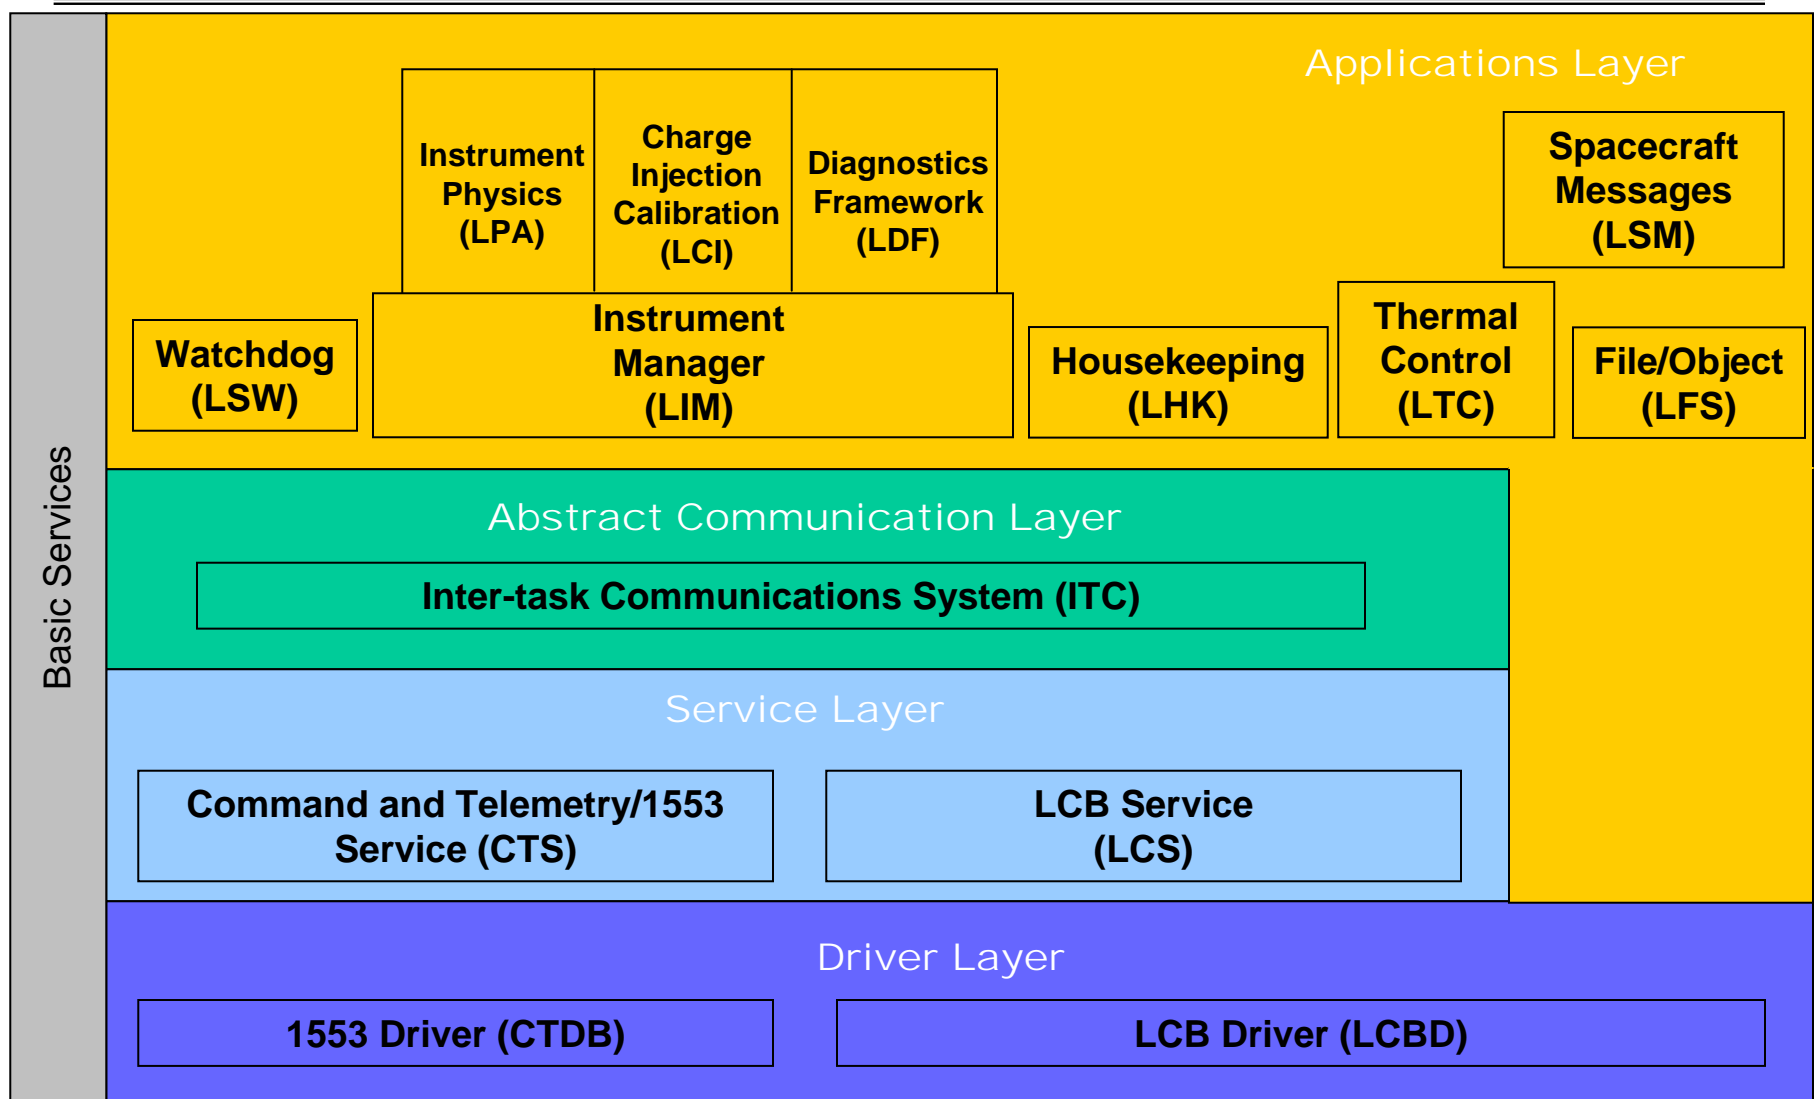 Applications Layer
Instrument
Physics
(LPA)
Charge
Injection
Calibration
(LCI)
Diagnostics
Framework
(LDF)
Spacecraft
Messages
(LSM)
Watchdog
(LSW)
Instrument
Manager
(LIM)
Housekeeping
(LHK)
Thermal
Control
(LTC)
File/Object
(LFS)
Basic Services
Abstract Communication Layer
Inter-task Communications System (ITC)
Service Layer
Command and Telemetry/1553
Service (CTS)
LCB Service
(LCS)
Driver Layer
1553 Driver (CTDB)
LCB Driver (LCBD)